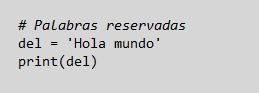 # Palabras reservadas
del = 'Hola mundo'
print(del)